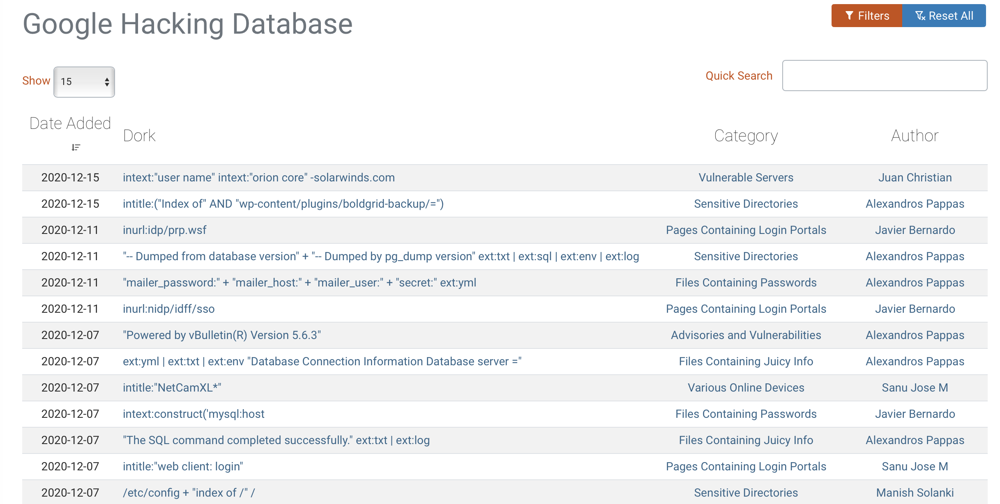 Google Hacking Database
Filters Reset All
Show 15
Quick Search
Date Added Dork Category Author
2020-12-15 intext:"user name" intext:"orion core" -solarwinds.com Vulnerable Servers Juan Christian
2020-12-15 intitle:("Index of" AND "wp-content/plugins/boldgrid-backup/=") Sensitive Directories Alexandros Pappas
2020-12-11 inurl:idp/prp.wsf Pages Containing Login Portals Javier Bernardo
2020-12-11 "-- Dumped from database version" + "-- Dumped by pg_dump version" ext:txt | ext:sql | ext:env | ext:log Sensitive Directories Alexandros Pappas
2020-12-11 "mailer_password:" + "mailer_host:" + "mailer_user:" + "secret:" ext:yml Files Containing Passwords Alexandros Pappas
2020-12-11 inurl:nidp/idff/sso Pages Containing Login Portals Javier Bernardo
2020-12-07 "Powered by vBulletin(R) Version 5.6.3" Advisories and Vulnerabilities Alexandros Pappas
2020-12-07 ext:yml | ext:txt | ext:env "Database Connection Information Database server =" Files Containing Juicy Info Alexandros Pappas
2020-12-07 intitle:"NetCamXL*" Various Online Devices Sanu Jose M
2020-12-07 intext:construct('mysql:host Files Containing Passwords Javier Bernardo
2020-12-07 "The SQL command completed successfully." ext:txt | ext:log Files Containing Juicy Info Alexandros Pappas
2020-12-07 intitle:"web client: login" Pages Containing Login Portals Sanu Jose M
2020-12-07 /etc/config + "index of /" / Sensitive Directories Manish Solanki